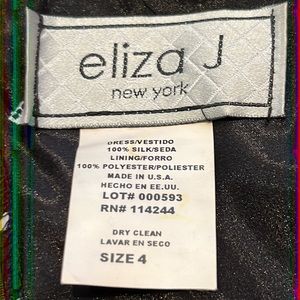 eliza J
new york
DRESS/VESTIDO
100% SILK/SEDA
LINING/FORRO
100% POLYESTER/POLIESTER
MADE IN U.S.A.
HECHO EN EE.UU.
LOT# 000593
RN# 114244
DRY CLEAN
LAVAR EN SECO
SIZE 4